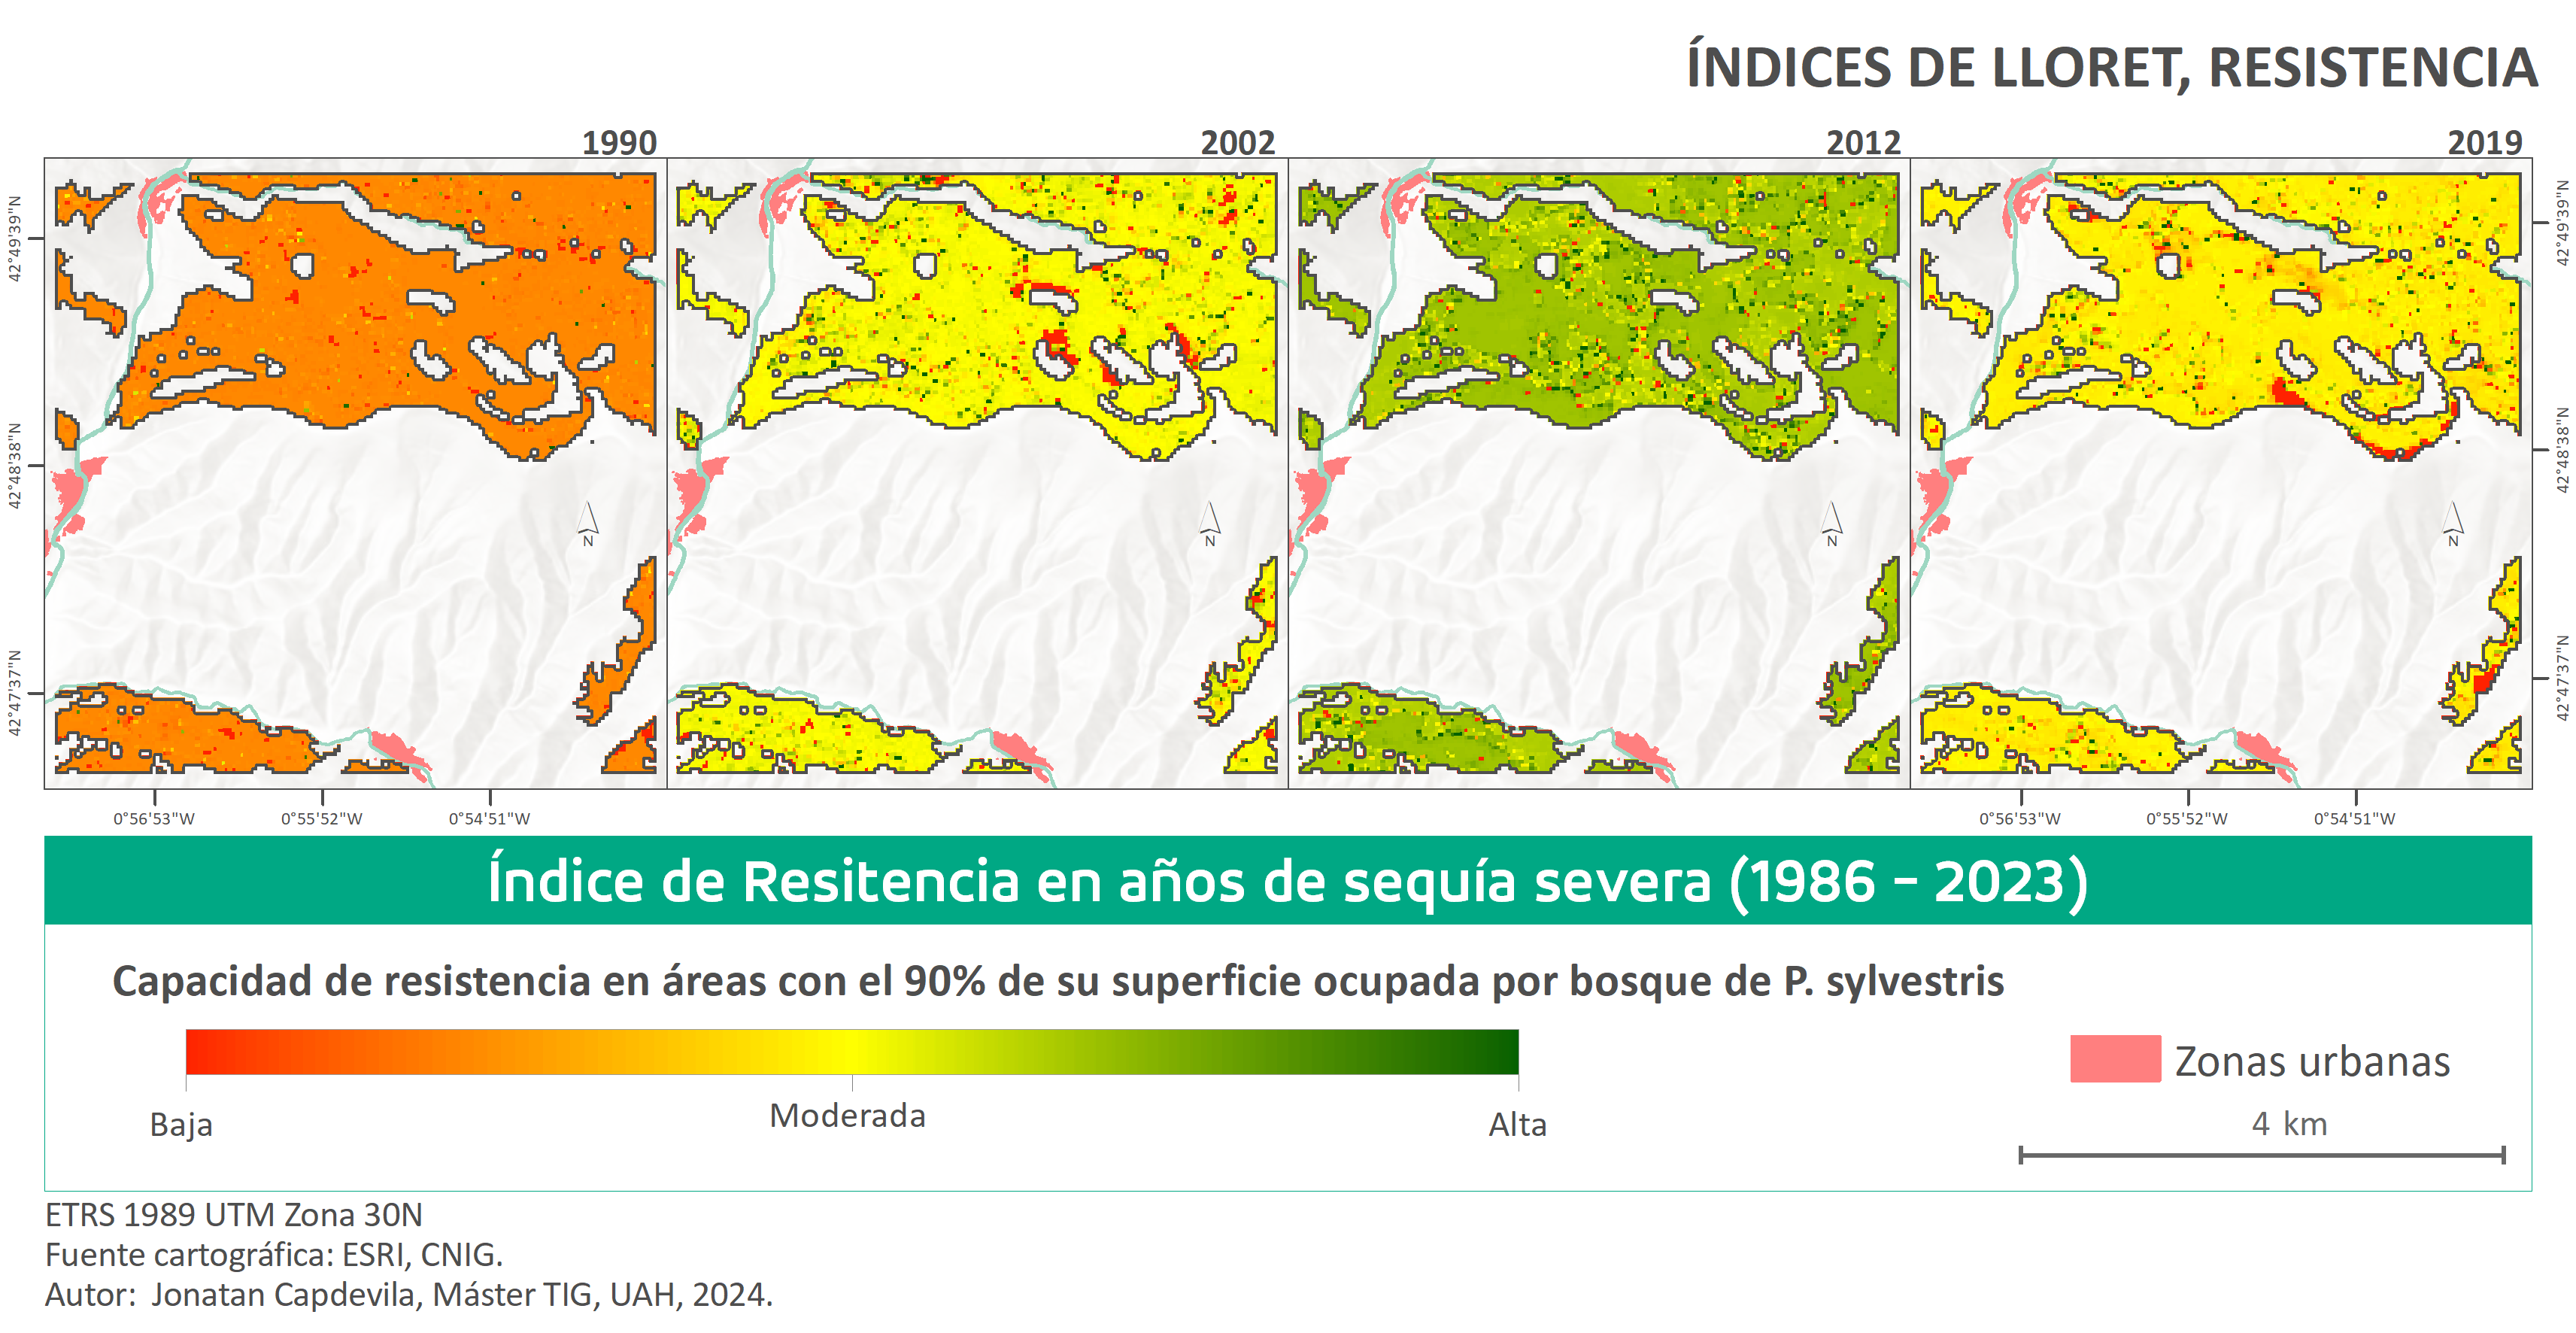 ÍNDICES DE LLORET, RESISTENCIA
1990
2002
2012
2019
42°49'39"N
42°48'38"N
42°47'37"N
42°49'39"N
42°48'38"N
42°47'37"N
N
N
N
N
0°56'53"W
0°55'52"W
0°54'51"W
0°56'53"W
0°55'52"W
0°54'51"W
Índice de Resitencia en años de sequía severa (1986 - 2023)
Capacidad de resistencia en áreas con el 90% de su superficie ocupada por bosque de P. sylvestris
Baja
Moderada
Alta
Zonas urbanas
4 km
ETRS 1989 UTM Zona 30N
Fuente cartográfica: ESRI, CNIG.
Autor: Jonatan Capdevila, Máster TIG, UAH, 2024.